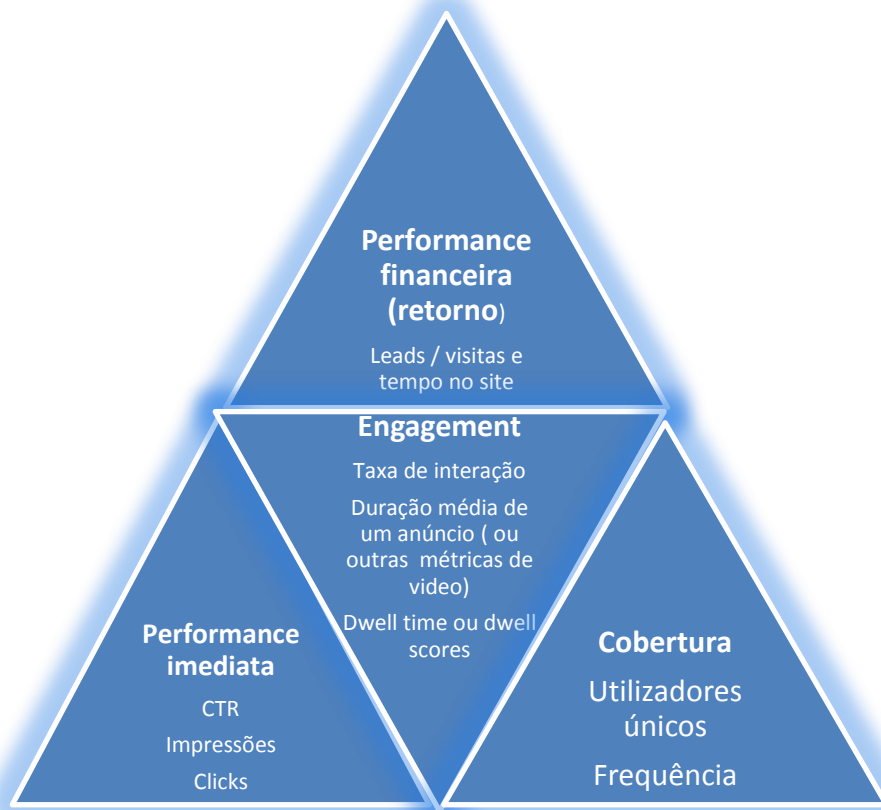 Performance
financeira
(retorno)
Leads / visitas e
tempo no site
Engagement
Taxa de interação
Duração média de
um anúncio ( ou
outras  métricas de
video)
Dwell time ou dwell
scores
Performance
imediata
CTR
Impressões
Clicks
Cobertura
Utilizadores
únicos
Frequência